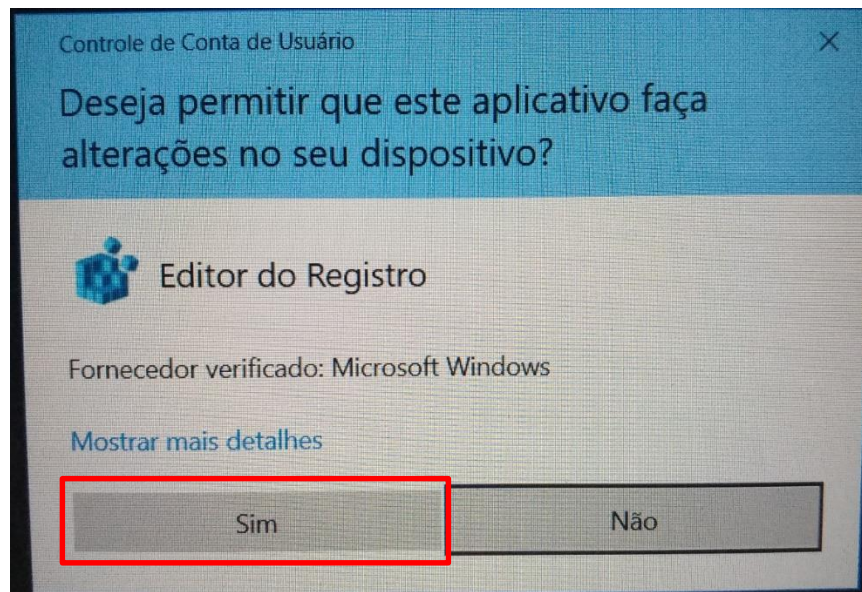 Controle de Conta de Usuário
Deseja permitir que este aplicativo faça
alterações no seu dispositivo?
Editor do Registro
Fornecedor verificado: Microsoft Windows
Mostrar mais detalhes
Sim
Não